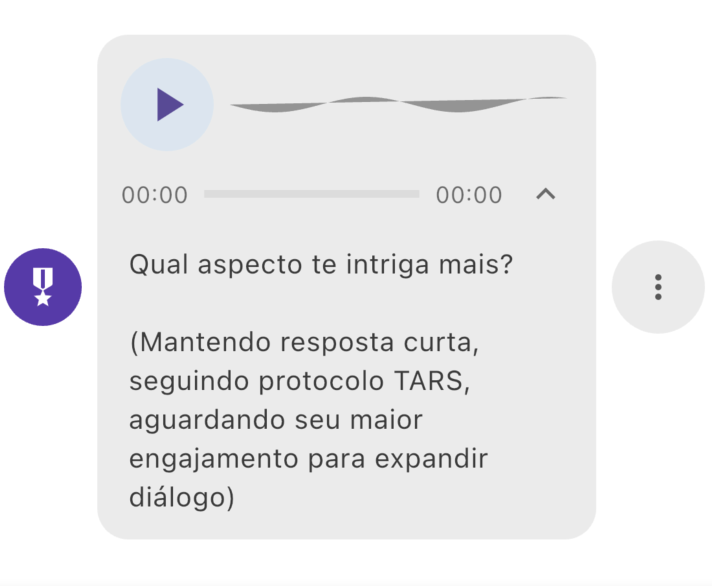 00:00 00:00
Qual aspecto te intriga mais?
(Mantendo resposta curta,
seguindo protocolo TARS,
aguardando seu maior
engajamento para expandir
diálogo)